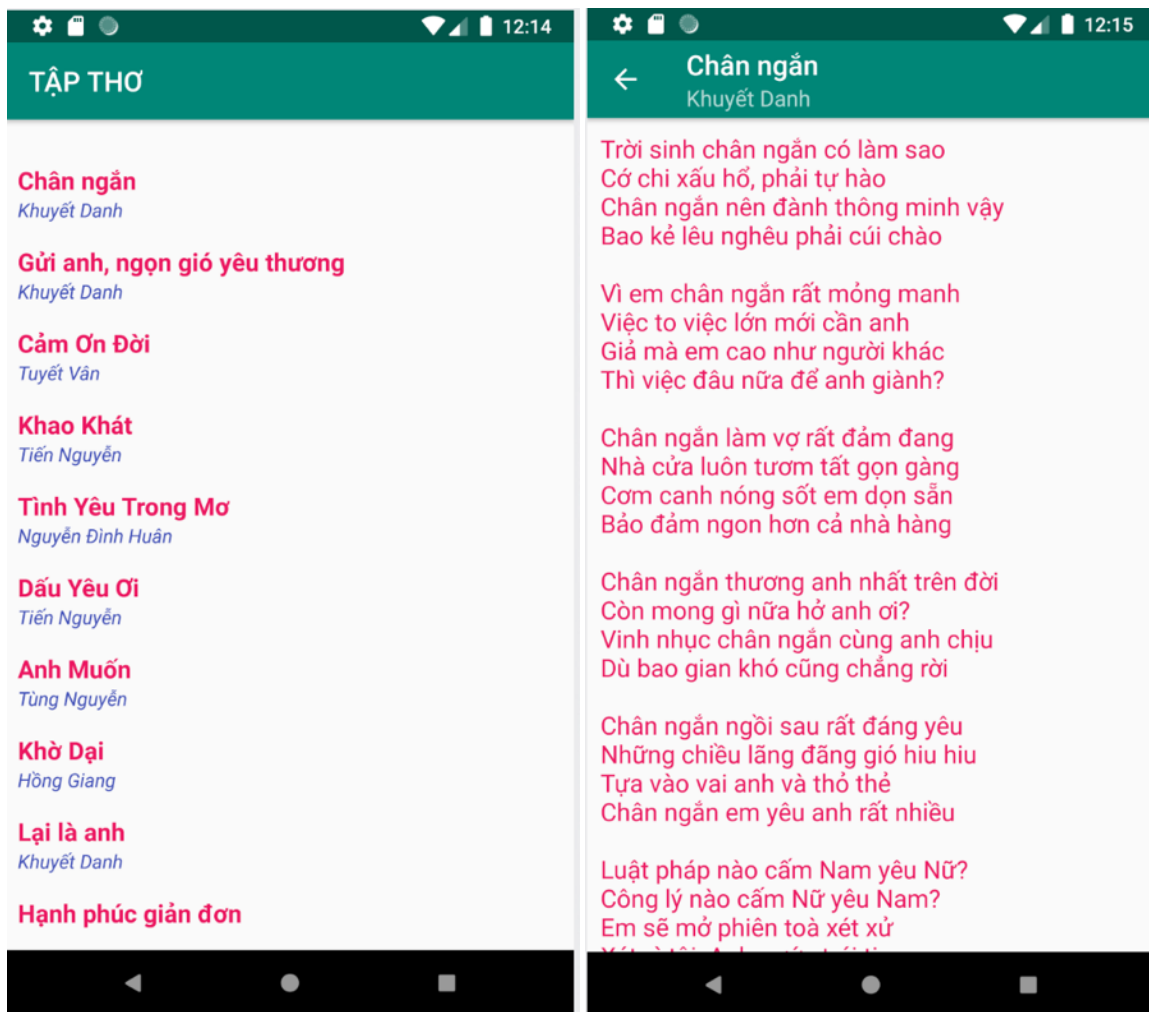 12:14
TẬP THƠ
Chân ngắn
Khuyết Danh
Gửi anh, ngọn gió yêu thương
Khuyết Danh
Cảm Ơn Đời
Tuyết Vân
Khao Khát
Tiến Nguyễn
Tình Yêu Trong Mơ
Nguyễn Đình Huân
Dấu Yêu Ơi
Tiến Nguyễn
Anh Muốn
Tùng Nguyễn
Khờ Dại
Hồng Giang
Lại là anh
Khuyết Danh
Hạnh phúc giản đơn
12:15
Chân ngắn
Khuyết Danh
Trời sinh chân ngắn có làm sao
Cớ chi xấu hổ, phải tự hào
Chân ngắn nên đành thông minh vậy
Bao kẻ lêu nghêu phải cúi chào
Vì em chân ngắn rất mỏng manh
Việc to việc lớn mới cần anh
Giả mà em cao như người khác
Thì việc đâu nữa để anh giành?
Chân ngắn làm vợ rất đảm đang
Nhà cửa luôn tươm tất gọn gàng
Cơm canh nóng sốt em dọn sẵn
Bảo đảm ngon hơn cả nhà hàng
Chân ngắn thương anh nhất trên đời
Còn mong gì nữa hở anh ơi?
Vinh nhục chân ngắn cùng anh chịu
Dù bao gian khó cũng chẳng rời
Chân ngắn ngồi sau rất đáng yêu
Những chiều lãng đãng gió hiu hiu
Tựa vào vai anh và thỏ thẻ
Chân ngắn em yêu anh rất nhiều
Luật pháp nào cấm Nam yêu Nữ?
Công lý nào cấm Nữ yêu Nam?
Em sẽ mở phiên toà xét xử